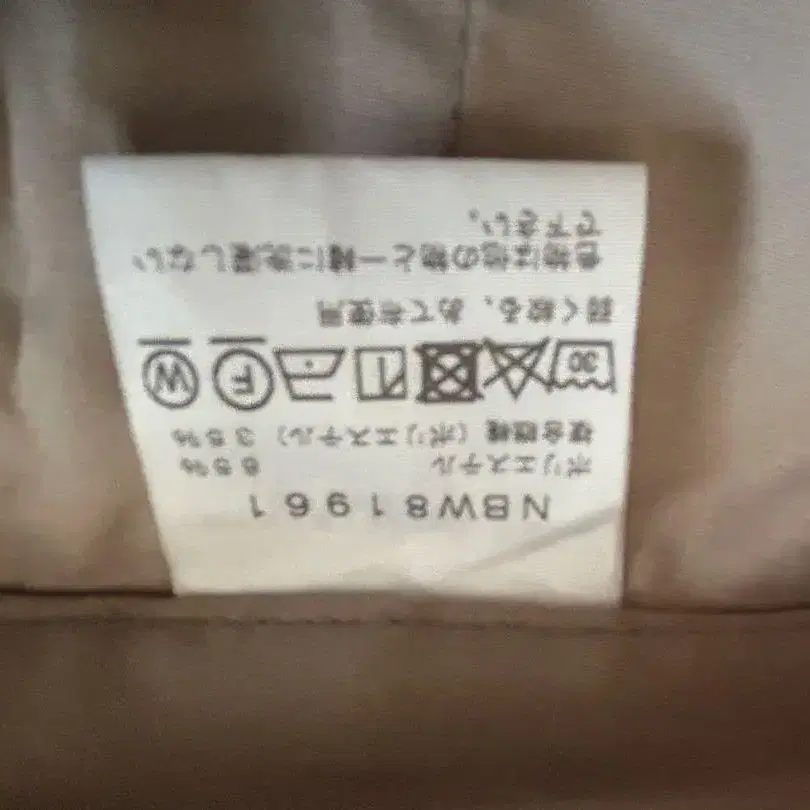 NBW81961
ポリエステル 65%
複合繊維(ポリエステル) 35%
30 F W
弱く絞る、あて布使用
色物は他の物と一緒に洗濯しない
で下さい。